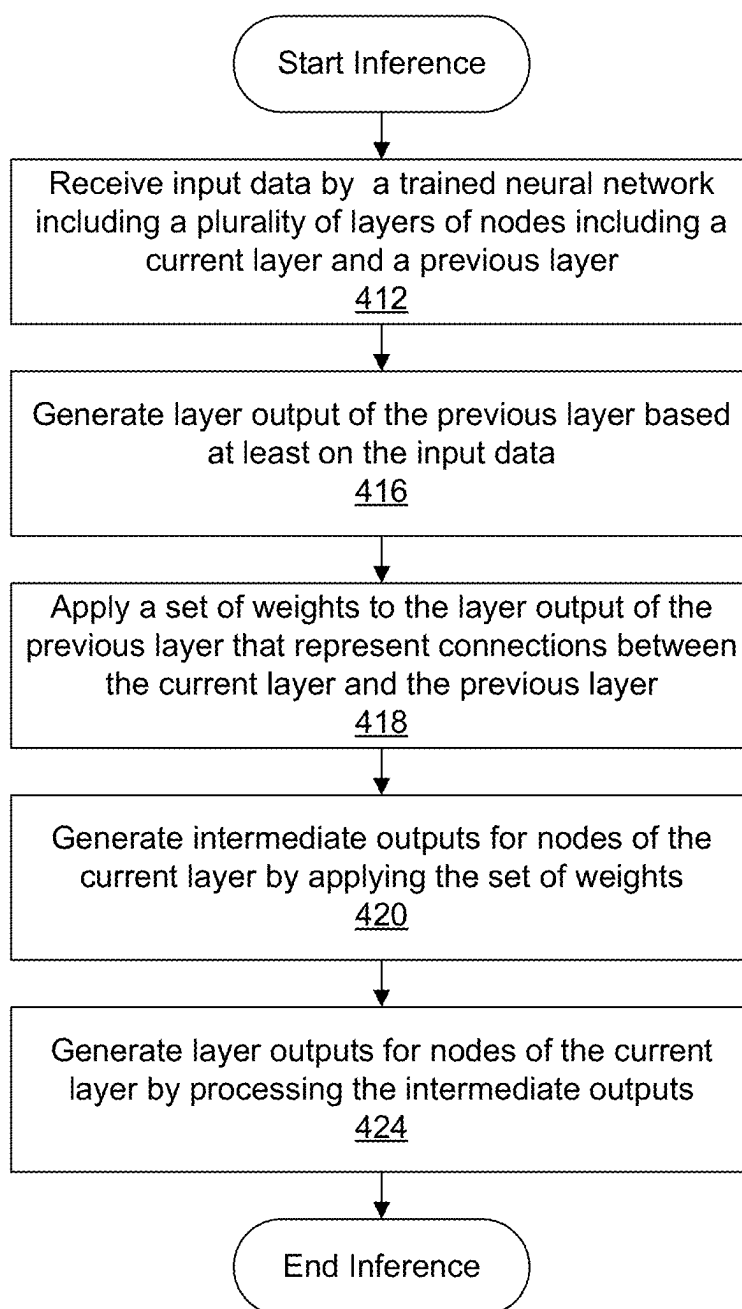 Start Inference
Receive input data by a trained neural network
including a plurality of layers of nodes including a
current layer and a previous layer
412
Generate layer output of the previous layer based
at least on the input data
416
Apply a set of weights to the layer output of the
previous layer that represent connections between
the current layer and the previous layer
418
Generate intermediate outputs for nodes of the
current layer by applying the set of weights
420
Generate layer outputs for nodes of the current
layer by processing the intermediate outputs
424
End Inference